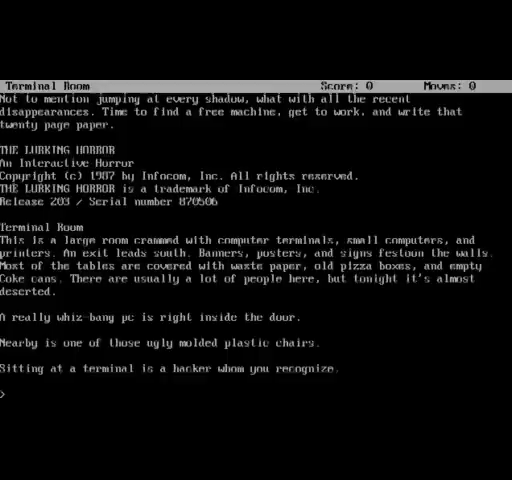 Terminal Room Score: 0 Moves: 0
Not to mention jumping at every shadow, what with all the recent
disappearances. Time to find a free machine, get to work, and write that
twenty page paper.
THE LURKING HORROR
An Interactive Horror
Copyright (c) 1987 by Infocom, Inc. All rights reserved.
THE LURKING HORROR is a trademark of Infocom, Inc.
Release 203 / Serial number 870506
Terminal Room
This is a large room crammed with computer terminals, small computers, and
printers. An exit leads south. Banners, posters, and signs festoon the walls.
Most of the tables are covered with waste paper, old pizza boxes, and empty
Coke cans. There are usually a lot of people here, but tonight it's almost
deserted.
A really whiz-bang pc is right inside the door.
Nearby is one of those ugly molded plastic chairs.
Sitting at a terminal is a hacker whom you recognize.
>